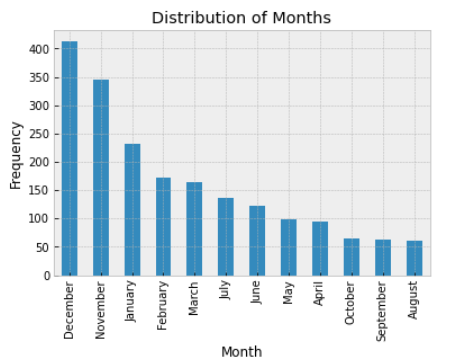 Distribution of Months
Frequency
400
350
300
250
200
150
100
50
0
December
November
January
February
March
July
June
May
April
October
September
August
Month